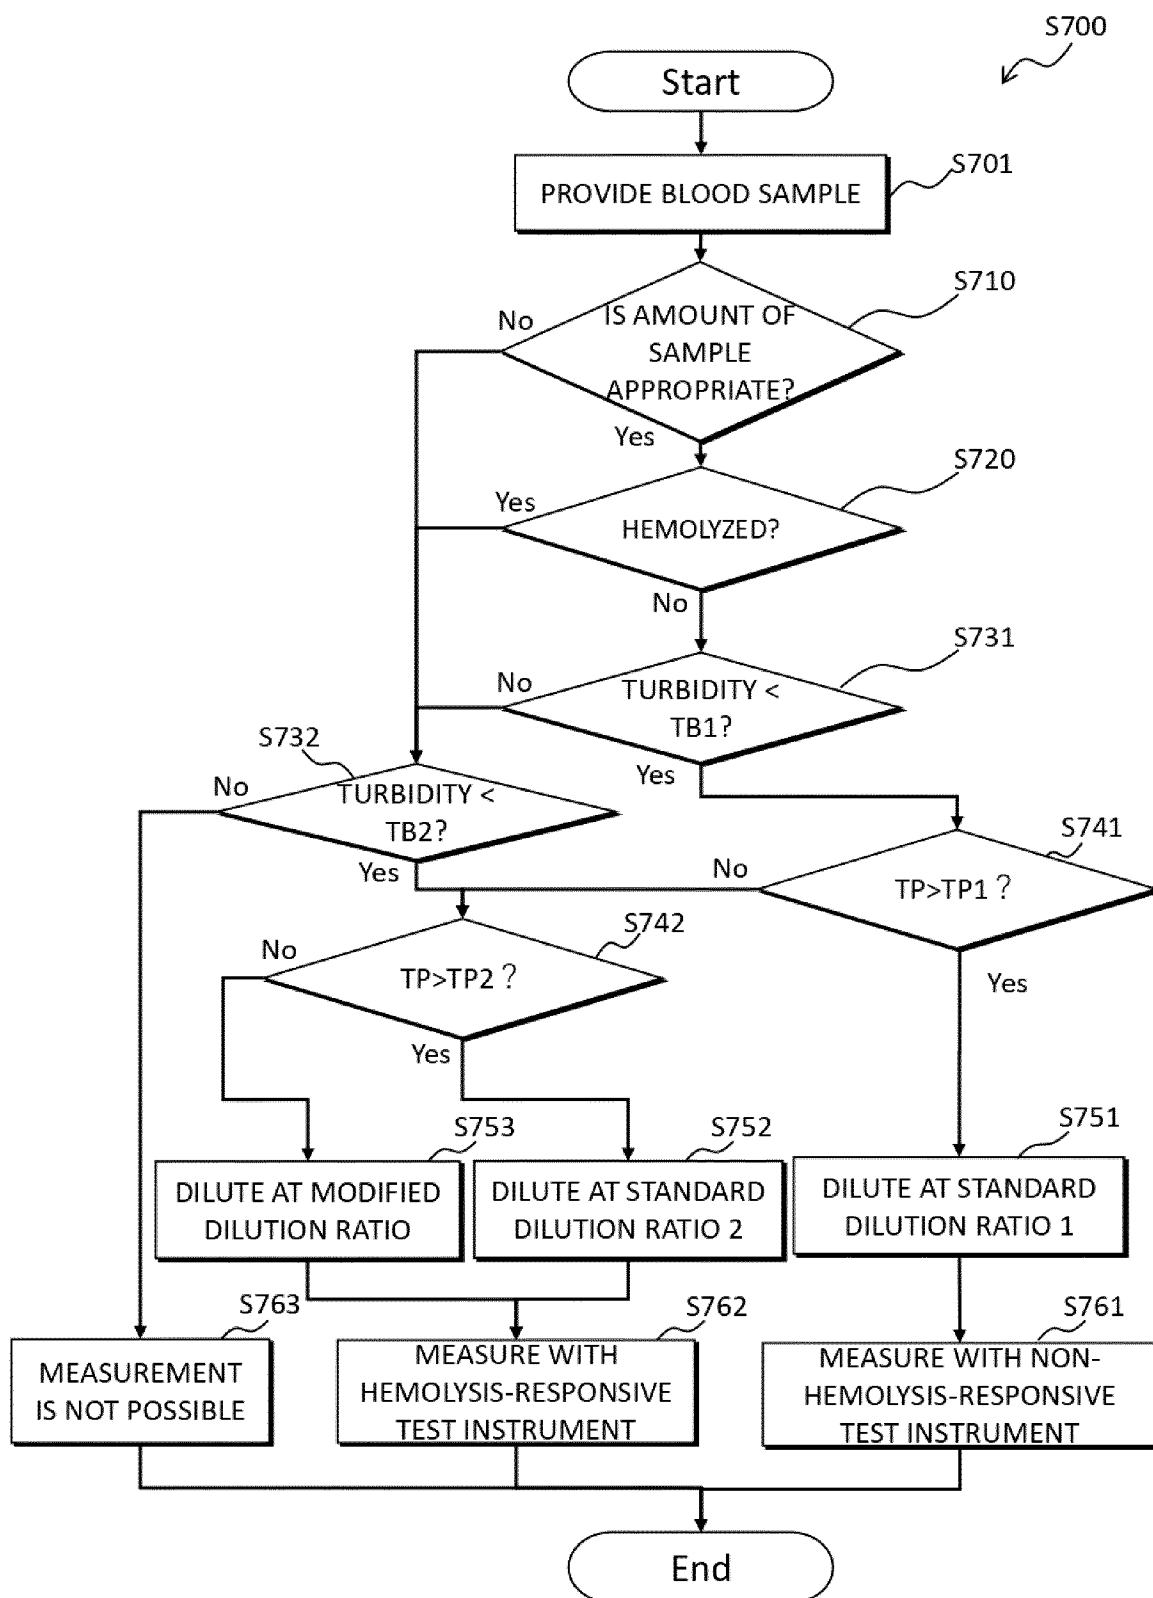 S700
Start
S701
PROVIDE BLOOD SAMPLE
S710
No
IS AMOUNT OF
SAMPLE
APPROPRIATE?
Yes
S720
Yes
HEMOLYZED?
No
S731
No
TURBIDITY <
TB1?
Yes
S732
No
TURBIDITY <
TB2?
Yes
S741
No
TP>TP1?
Yes
S742
No
TP>TP2?
Yes
S753
S752
S751
DILUTE AT MODIFIED
DILUTION RATIO
DILUTE AT STANDARD
DILUTION RATIO 2
DILUTE AT STANDARD
DILUTION RATIO 1
S763
S762
S761
MEASUREMENT
IS NOT POSSIBLE
MEASURE WITH
HEMOLYSIS-RESPONSIVE
TEST INSTRUMENT
MEASURE WITH NON-
HEMOLYSIS-RESPONSIVE
TEST INSTRUMENT
End